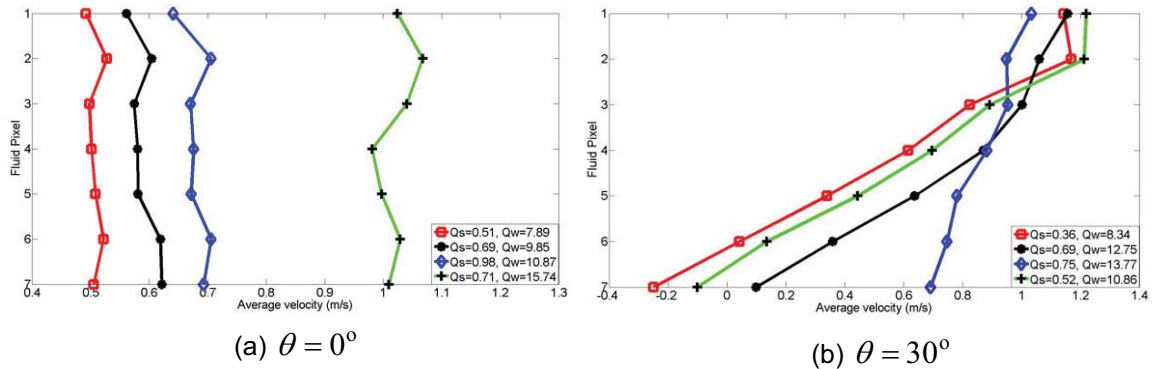 1
2
3
4
5
6
7
Fluid Pixel
0.4 0.5 0.6 0.7 0.8 0.9 1 1.1 1.2 1.3
Average velocity (m/s)
Qs=0.51, Qw=7.89
Qs=0.69, Qw=9.85
Qs=0.98, Qw=10.87
Qs=0.71, Qw=15.74
(a) θ = 0°
1
2
3
4
5
6
7
Fluid Pixel
-0.4 -0.2 0 0.2 0.4 0.6 0.8 1 1.2 1.4
Average velocity (m/s)
Qs=0.36, Qw=8.34
Qs=0.69, Qw=12.75
Qs=0.75, Qw=13.77
Qs=0.52, Qw=10.86
(b) θ = 30°